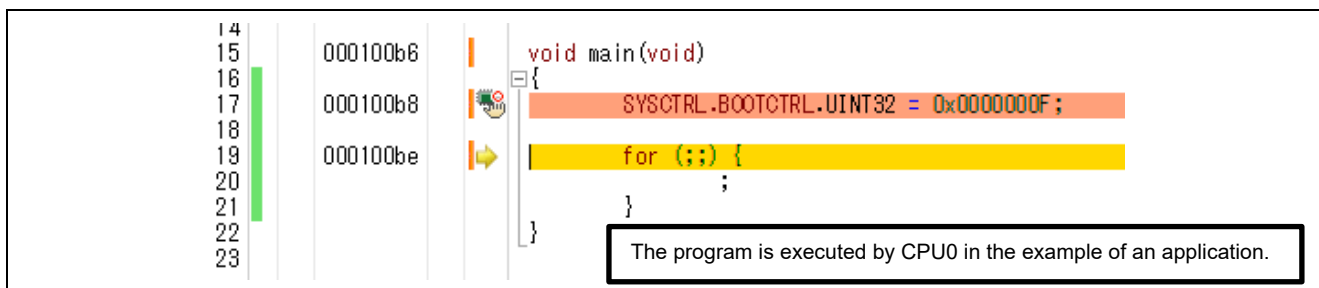 14
15 000100b6 void main(void)
16 {
17 000100b8 SYSCTRL.BOOTCTRL.UINT32 = 0x0000000F;
18
19 000100be for (;;) {
20 ;
21 }
22 }
23
The program is executed by CPU0 in the example of an application.